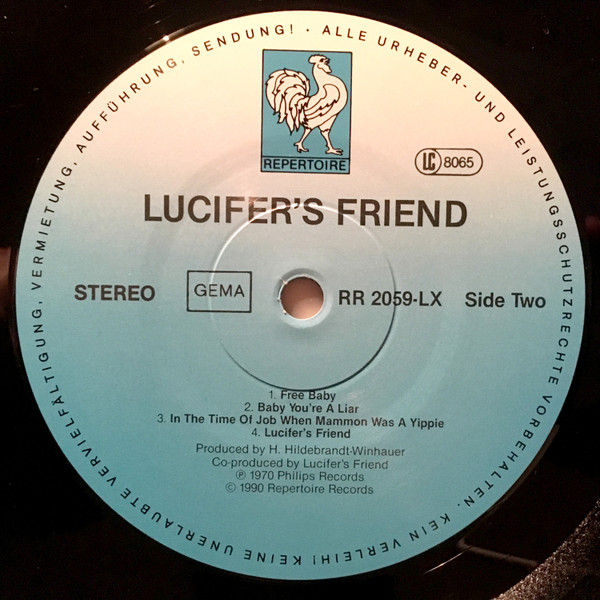 ALLE URHEBER- UND LEISTUNGSSCHUTZRECHTE VORBEHALTEN. KEIN VERLEIH! KEINE UNERLAUBTE VERVIELFÄLTIGUNG, VERMIETUNG, AUFFÜHRUNG, SENDUNG! ·
REPERTOIRE
LC 8065
LUCIFER'S FRIEND
STEREO GEMA RR 2059-LX Side Two
1. Free Baby
2. Baby You're A Liar
3. In The Time Of Job When Mammon Was A Yippie
4. Lucifer's Friend
Produced by H. Hildebrandt-Winhauer
Co-produced by Lucifer's Friend
℗ 1970 Philips Records
© 1990 Repertoire Records